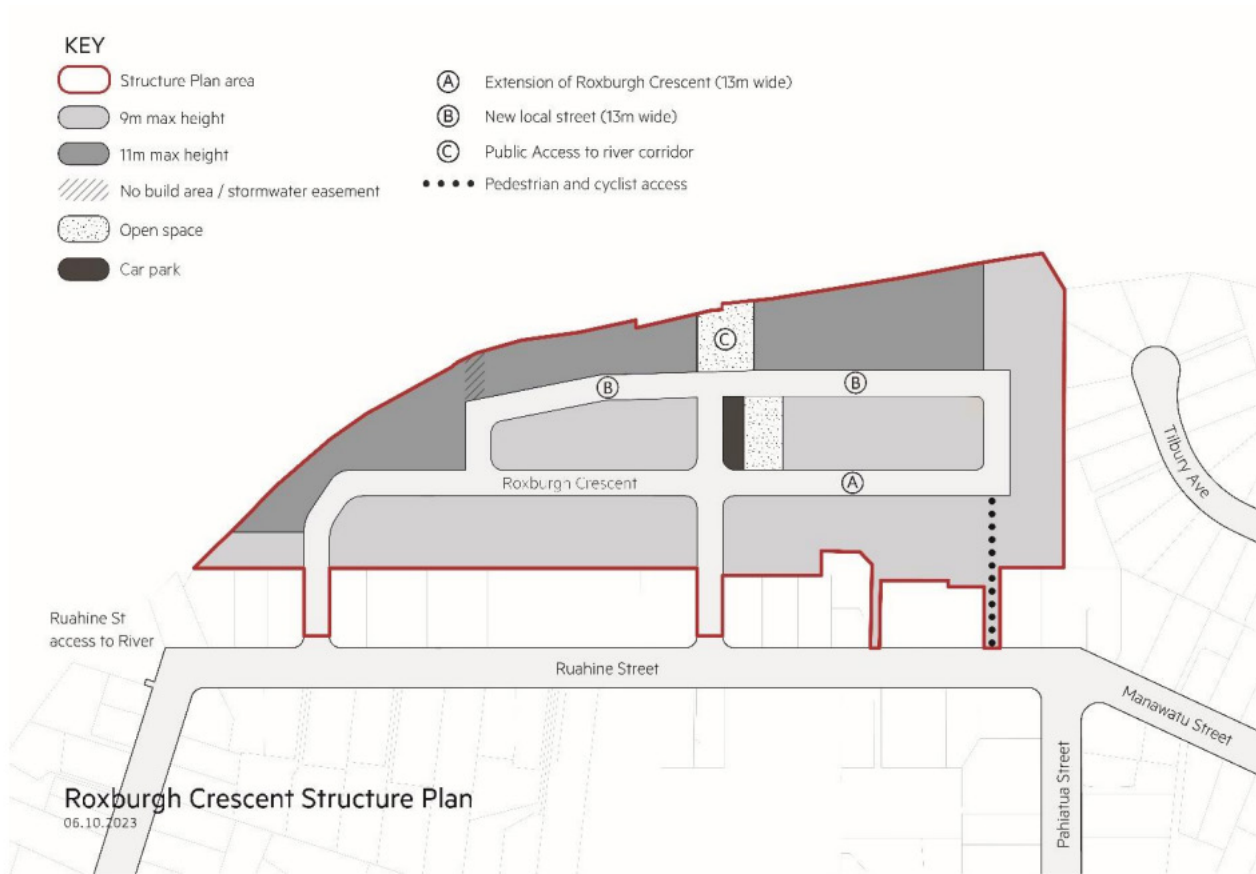 KEY
Structure Plan area
9m max height
11m max height
No build area / stormwater easement
Open space
Car park
A Extension of Roxburgh Crescent (13m wide)
B New local street (13m wide)
C Public Access to river corridor
Pedestrian and cyclist access
C
B
B
Roxburgh Crescent
A
Tilbury Ave
Ruahine St
access to River
Ruahine Street
Manawatu Street
Pahiatua Street
Roxburgh Crescent Structure Plan
06.10.2023